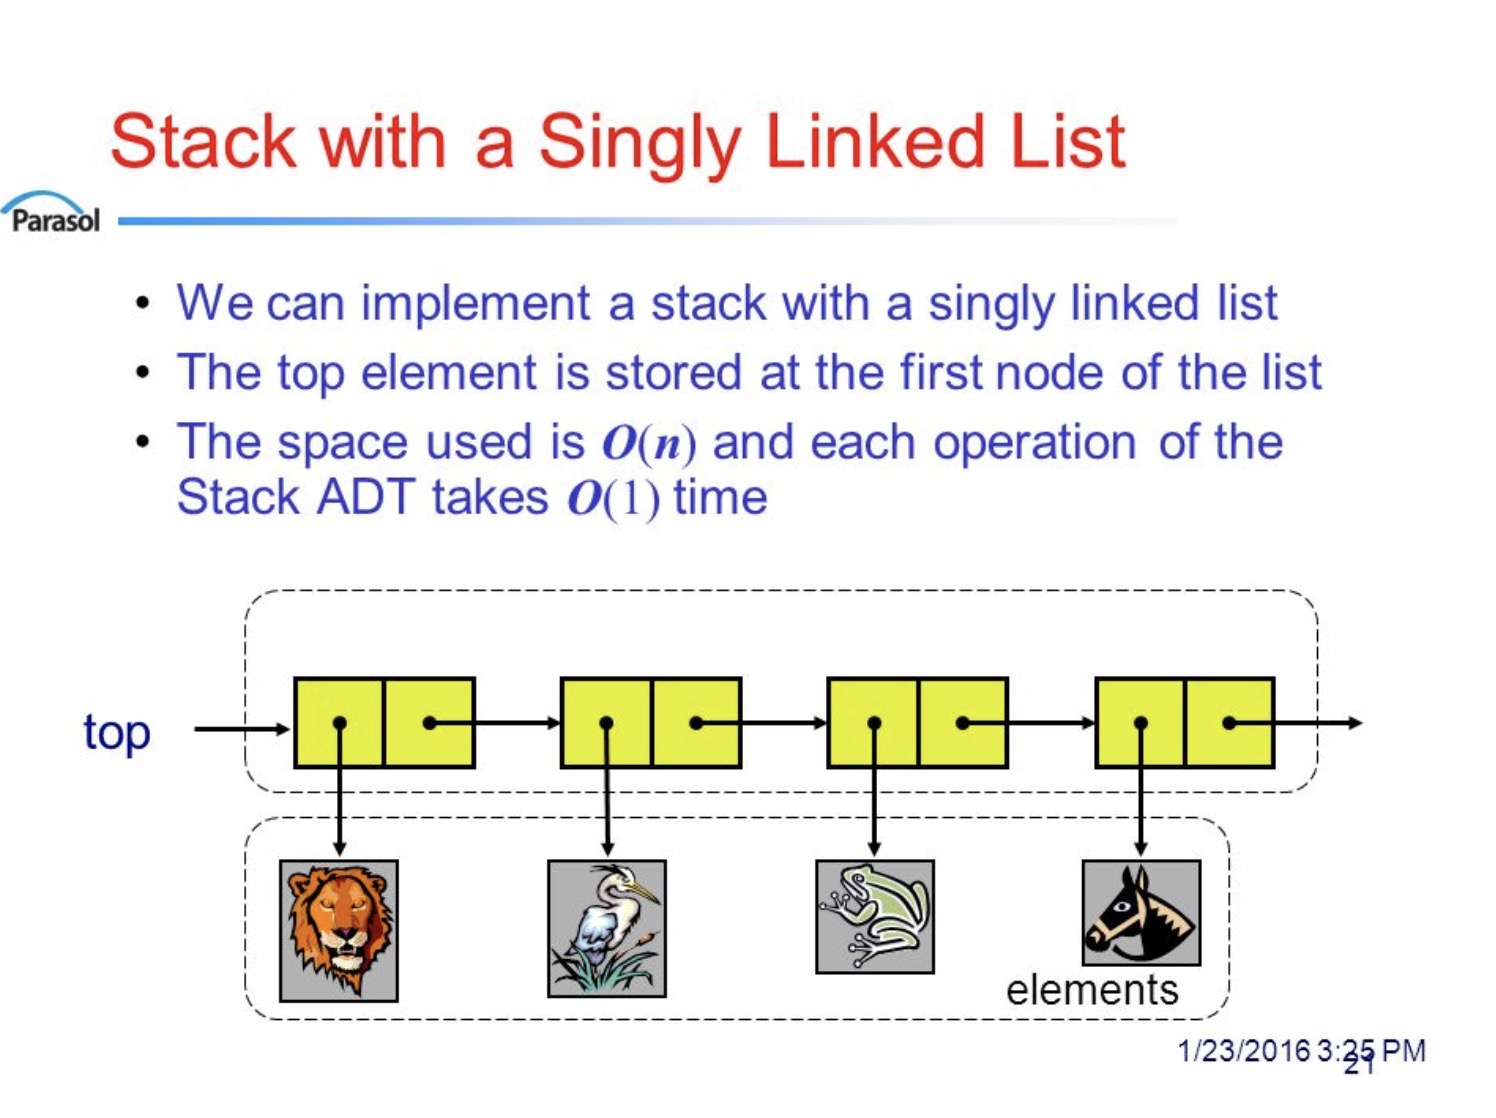 Stack with a Singly Linked List
Parasol
• We can implement a stack with a singly linked list
• The top element is stored at the first node of the list
• The space used is O(n) and each operation of the
Stack ADT takes O(1) time
top
elements
1/23/2016 3:25 PM
21